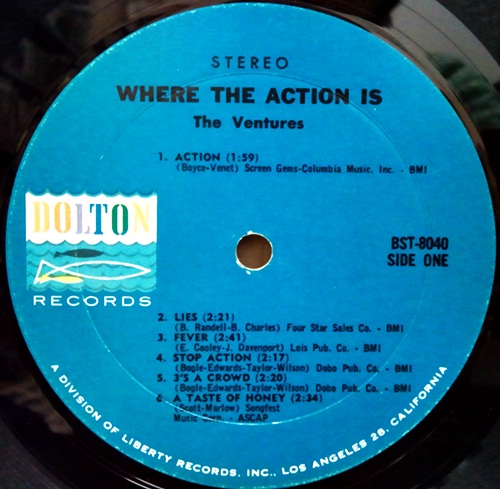 STEREO
WHERE THE ACTION IS
The Ventures
1. ACTION (1:59)
(Boyce-Venet) Screen Gems-Columbia Music, Inc. - BMI
DOLTON
RECORDS
BST-8040
SIDE ONE
2. LIES (2:21)
(B. Randell-B. Charles) Four Star Sales Co. - BMI
3. FEVER (2:41)
(E. Cooley-J. Davenport) Lois Pub. Co. - BMI
4. STOP ACTION (2:17)
(Bogle-Edwards-Taylor-Wilson) Dobo Pub. Co. - BMI
5. 3'S A CROWD (2:20)
(Bogle-Edwards-Taylor-Wilson) Dobo Pub. Co. - BMI
6. A TASTE OF HONEY (2:34)
(Scott-Marlow) Songfest
Music Corp. - ASCAP
A DIVISION OF LIBERTY RECORDS, INC., LOS ANGELES 28, CALIFORNIA